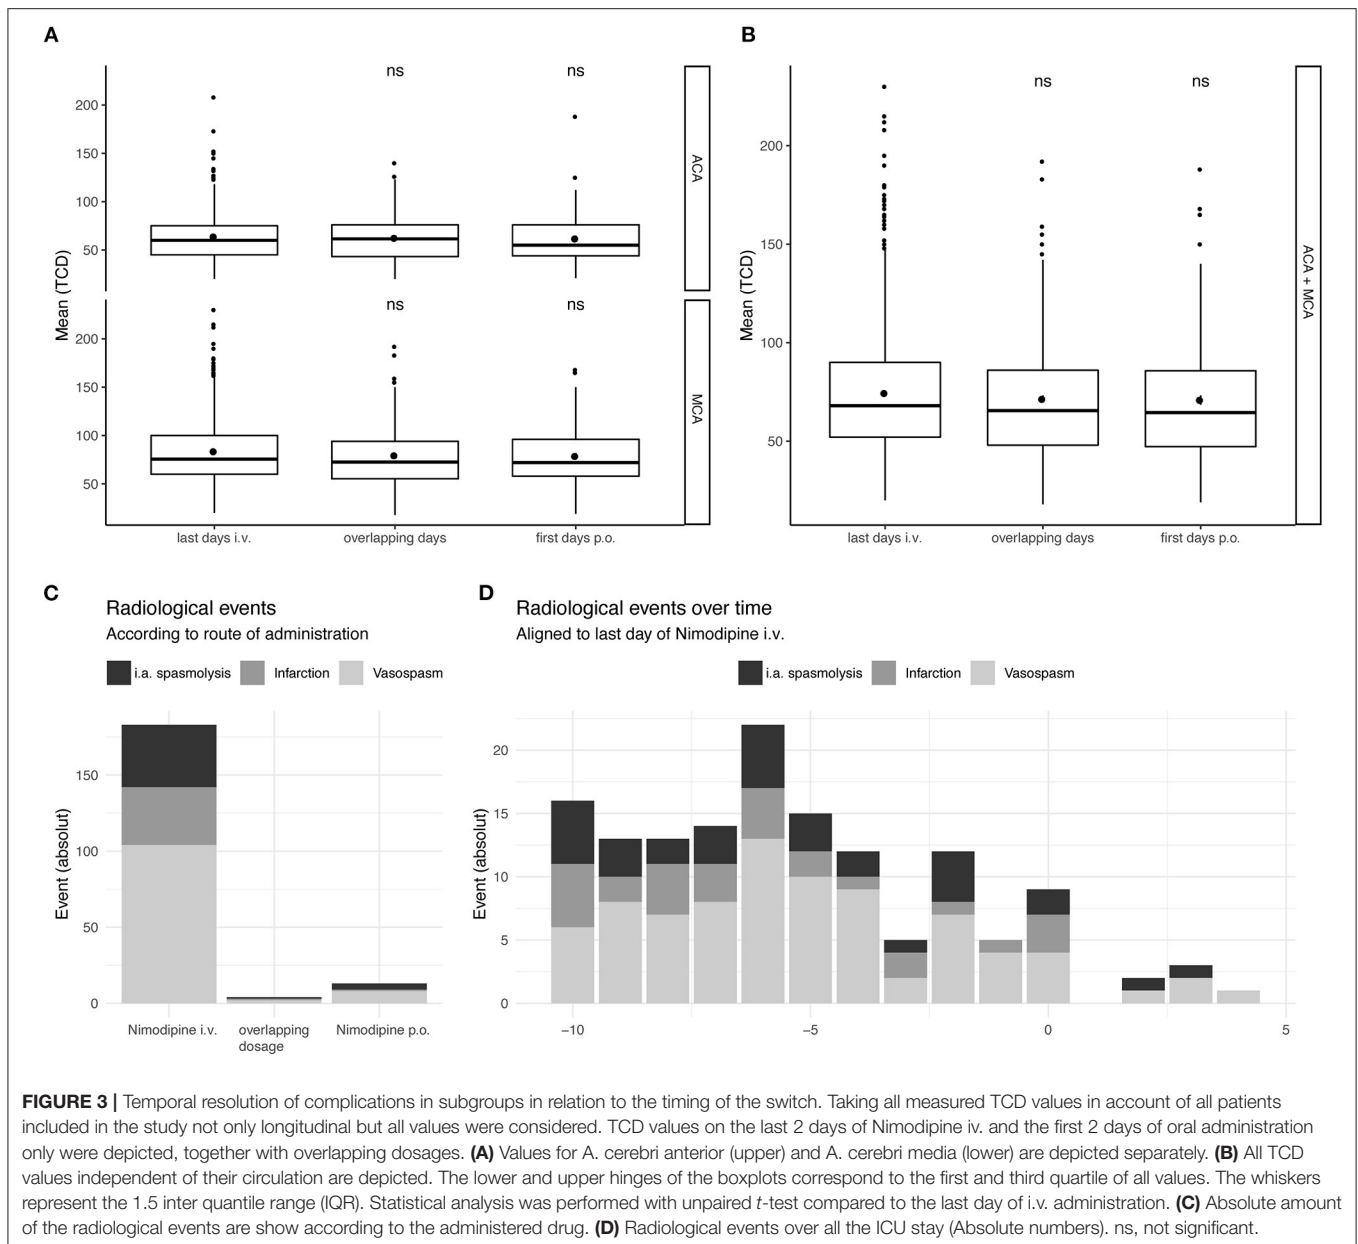 A
ns
ns
200
150
100
50
ACA
Mean (TCD)
ns
ns
200
150
100
50
MCA
last days i.v.
overlapping days
first days p.o.
B
ns
ns
200
150
100
50
Mean (TCD)
ACA + MCA
last days i.v.
overlapping days
first days p.o.
C
Radiological events
According to route of administration
i.a. spasmolysis
Infarction
Vasospasm
150
100
50
0
Event (absolut)
Nimodipine i.v.
overlapping
dosage
Nimodipine p.o.
D
Radiological events over time
Aligned to last day of Nimodipine i.v.
i.a. spasmolysis
Infarction
Vasospasm
20
15
10
5
0
Event (absolut)
−10
−5
0
5
FIGURE 3 | Temporal resolution of complications in subgroups in relation to the timing of the switch. Taking all measured TCD values in account of all patients
included in the study not only longitudinal but all values were considered. TCD values on the last 2 days of Nimodipine iv. and the first 2 days of oral administration
only were depicted, together with overlapping dosages. (A) Values for A. cerebri anterior (upper) and A. cerebri media (lower) are depicted separately. (B) All TCD
values independent of their circulation are depicted. The lower and upper hinges of the boxplots correspond to the first and third quartile of all values. The whiskers
represent the 1.5 inter quantile range (IQR). Statistical analysis was performed with unpaired t-test compared to the last day of i.v. administration. (C) Absolute amount
of the radiological events are show according to the administered drug. (D) Radiological events over all the ICU stay (Absolute numbers). ns, not significant.